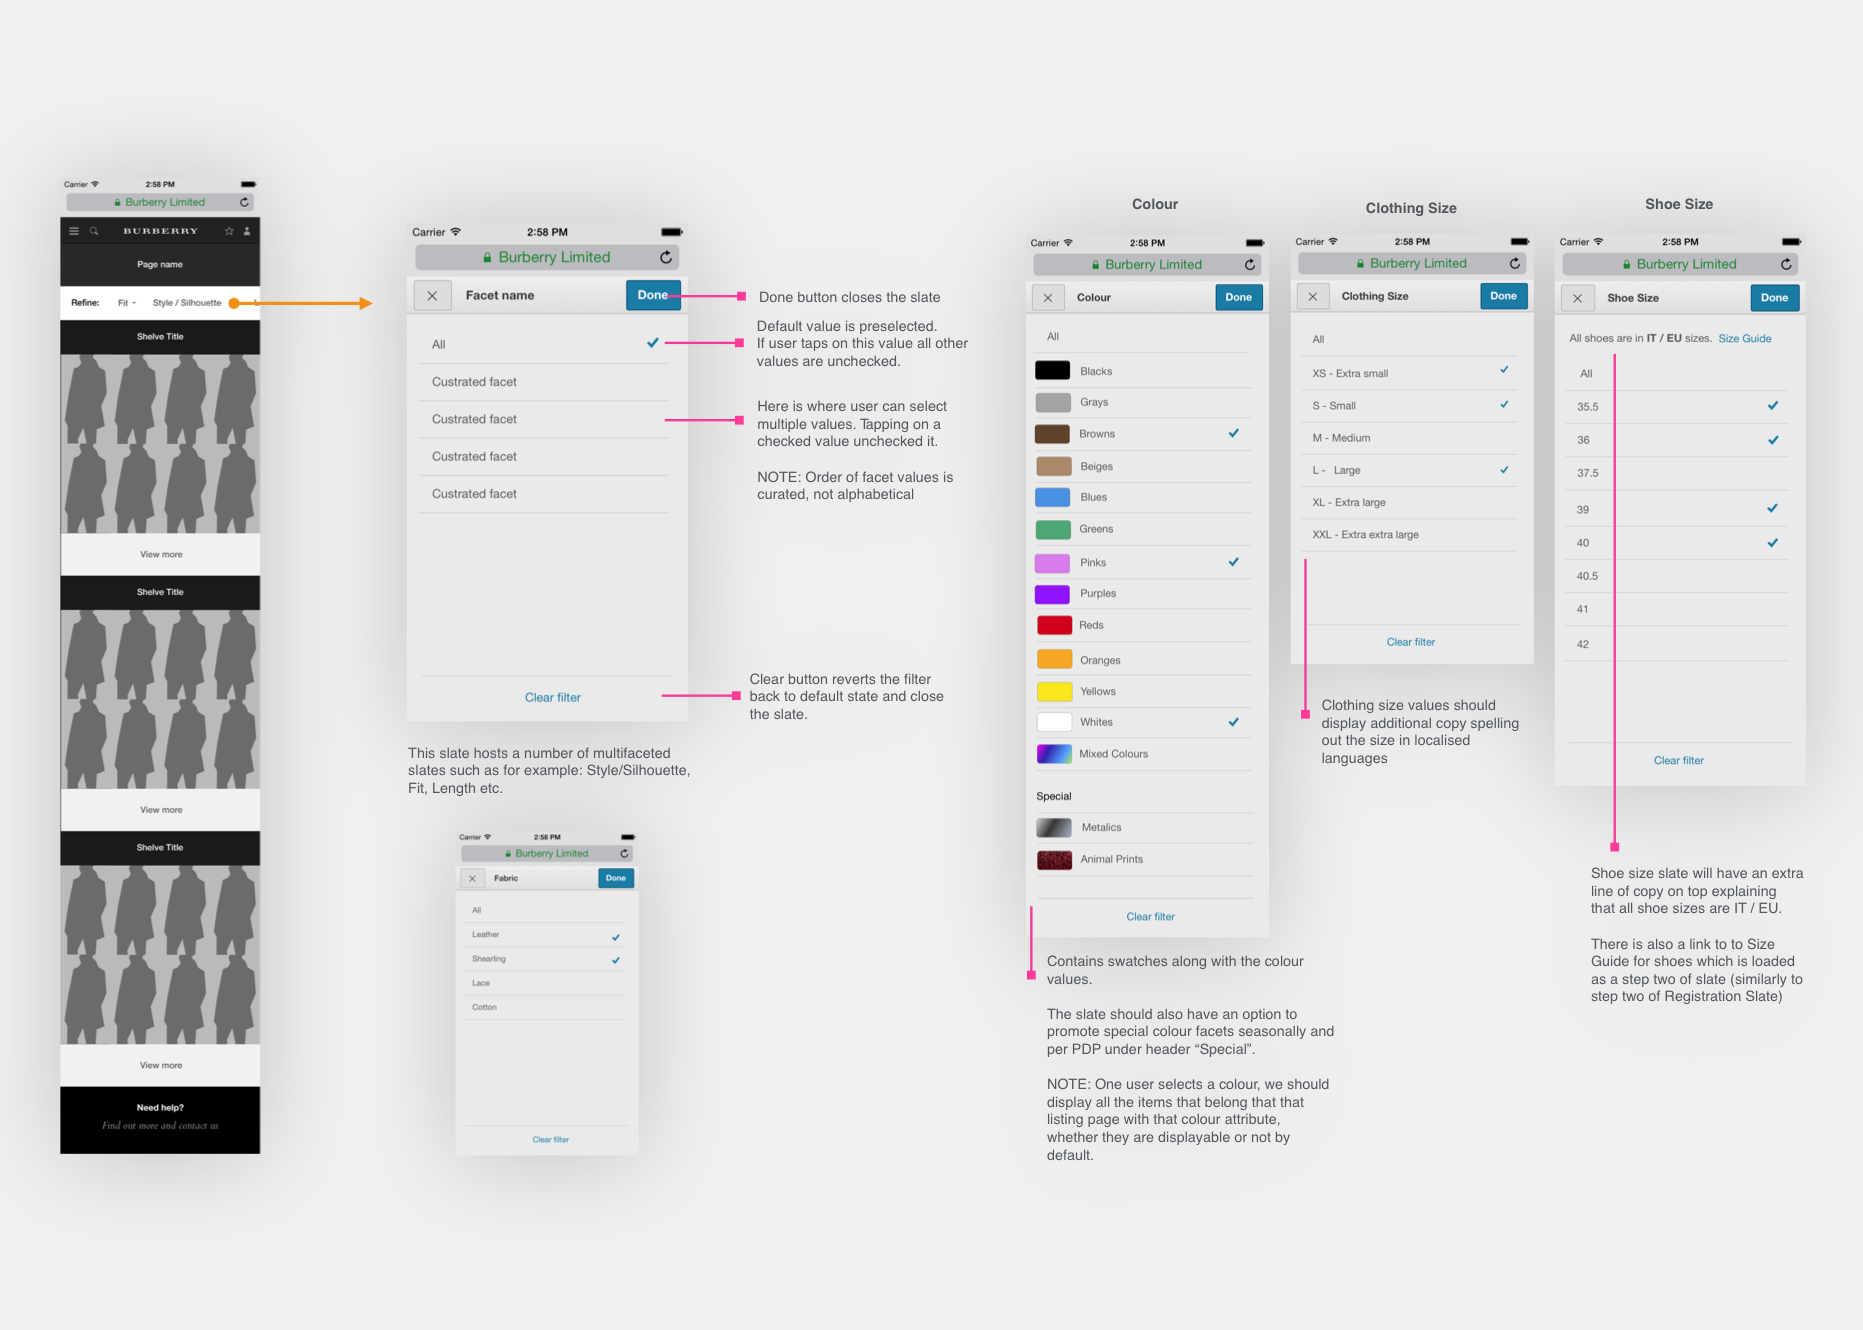 Carrier 2:58 PM
Burberry Limited
BURBERRY
Page name
Refine: Fit Style / Silhouette
Shelve Title
View more
Shelve Title
View more
Shelve Title
View more
Need help?
Find out more and contact us
Carrier 2:58 PM
Burberry Limited
Facet name Done
All
Custrated facet
Custrated facet
Custrated facet
Custrated facet
Clear filter
Done button closes the slate
Default value is preselected.
If user taps on this value all other
values are unchecked.
Here is where user can select
multiple values. Tapping on a
checked value unchecked it.
NOTE: Order of facet values is
curated, not alphabetical
Clear button reverts the filter
back to default state and close
the slate.
This slate hosts a number of multifaceted
slates such as for example: Style/Silhouette,
Fit, Length etc.
Carrier 2:58 PM
Burberry Limited
Fabric Done
All
Leather
Shearling
Lace
Cotton
Clear filter
Colour
Carrier 2:58 PM
Burberry Limited
Colour Done
All
Blacks
Grays
Browns
Beiges
Blues
Greens
Pinks
Purples
Reds
Oranges
Yellows
Whites
Mixed Colours
Special
Metalics
Animal Prints
Clear filter
Contains swatches along with the colour
values.
The slate should also have an option to
promote special colour facets seasonally and
per PDP under header “Special”.
NOTE: One user selects a colour, we should
display all the items that belong that that
listing page with that colour attribute,
whether they are displayable or not by
default.
Clothing Size
Carrier 2:58 PM
Burberry Limited
Clothing Size Done
All
XS - Extra small
S - Small
M - Medium
L - Large
XL - Extra large
XXL - Extra extra large
Clear filter
Clothing size values should
display additional copy spelling
out the size in localised
languages
Shoe Size
Carrier 2:58 PM
Burberry Limited
Shoe Size Done
All shoes are in IT / EU sizes. Size Guide
All
35.5
36
37.5
39
40
40.5
41
42
Clear filter
Shoe size slate will have an extra
line of copy on top explaining
that all shoe sizes are IT / EU.
There is also a link to to Size
Guide for shoes which is loaded
as a step two of slate (similarly to
step two of Registration Slate)